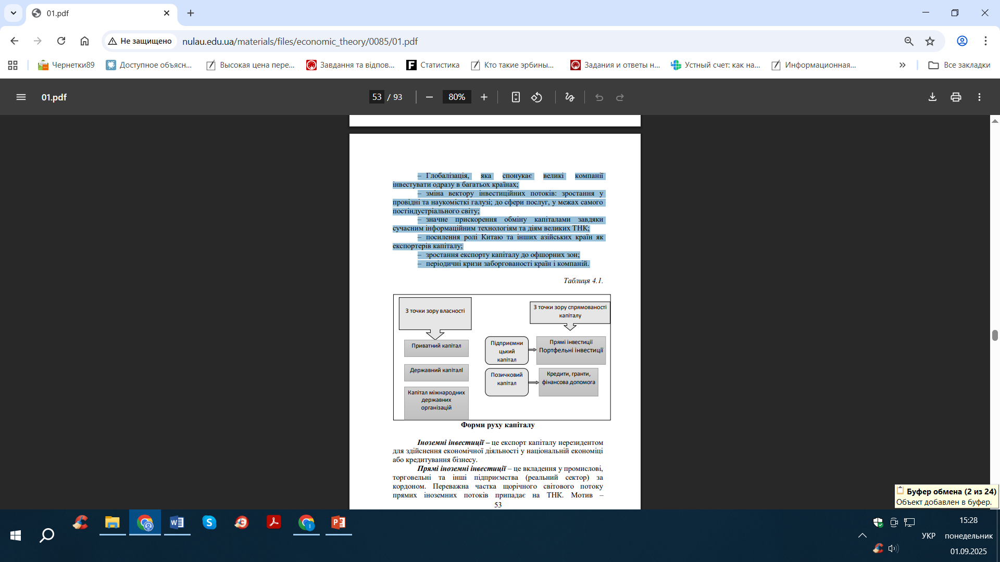 01.pdf
Не защищено
nulau.edu.ua/materials/files/economic_theory/0085/01.pdf
Чернетки89
Доступное объясн...
Высокая цена пере...
Завдання та відпов...
Статистика
Кто такие эрбины...
Задания и ответы н...
Устный счет: как на...
Информационная...
Все закладки
01.pdf
53 / 93
80%
– Глобалізація, яка спонукає великі компанії
інвестувати одразу в багатьох країнах;
– зміна вектору інвестиційних потоків: зростання у
провідні та наукомісткі галузі; до сфери послуг, у межах самого
постіндустріального світу;
– значне прискорення обміну капіталами завдяки
сучасним інформаційним технологіям та діям великих ТНК;
– посилення ролі Китаю та інших азійських країн як
експортерів капіталу;
– зростання експорту капіталу до офшорних зон;
– періодичні кризи заборгованості країн і компаній.
Таблиця 4.1.
З точки зору власності
Приватний капітал
Державний капіталІ
Капітал міжнародних
державних
організацій
З точки зору спрямованості
капіталу
Підприємни
цький
капітал
Прямі інвестиції
Портфельні інвестиції
Позичковий
капітал
Кредити, гранти,
фінансова допомога
Форми руху капіталу
Іноземні інвестиції – це експорт капіталу нерезидентом
для здійснення економічної діяльності у національній економіці
або кредитування бізнесу.
Прямі іноземні інвестиції – це вкладення у промислові,
торговельні та інші підприємства (реальний сектор) за
кордоном. Переважна частка щорічного світового потоку
прямих іноземних потоків припадає на ТНК. Мотив –
53
Буфер обмена (2 из 24)
Объект добавлен в буфер.
15:28
УКР
понедельник
01.09.2025